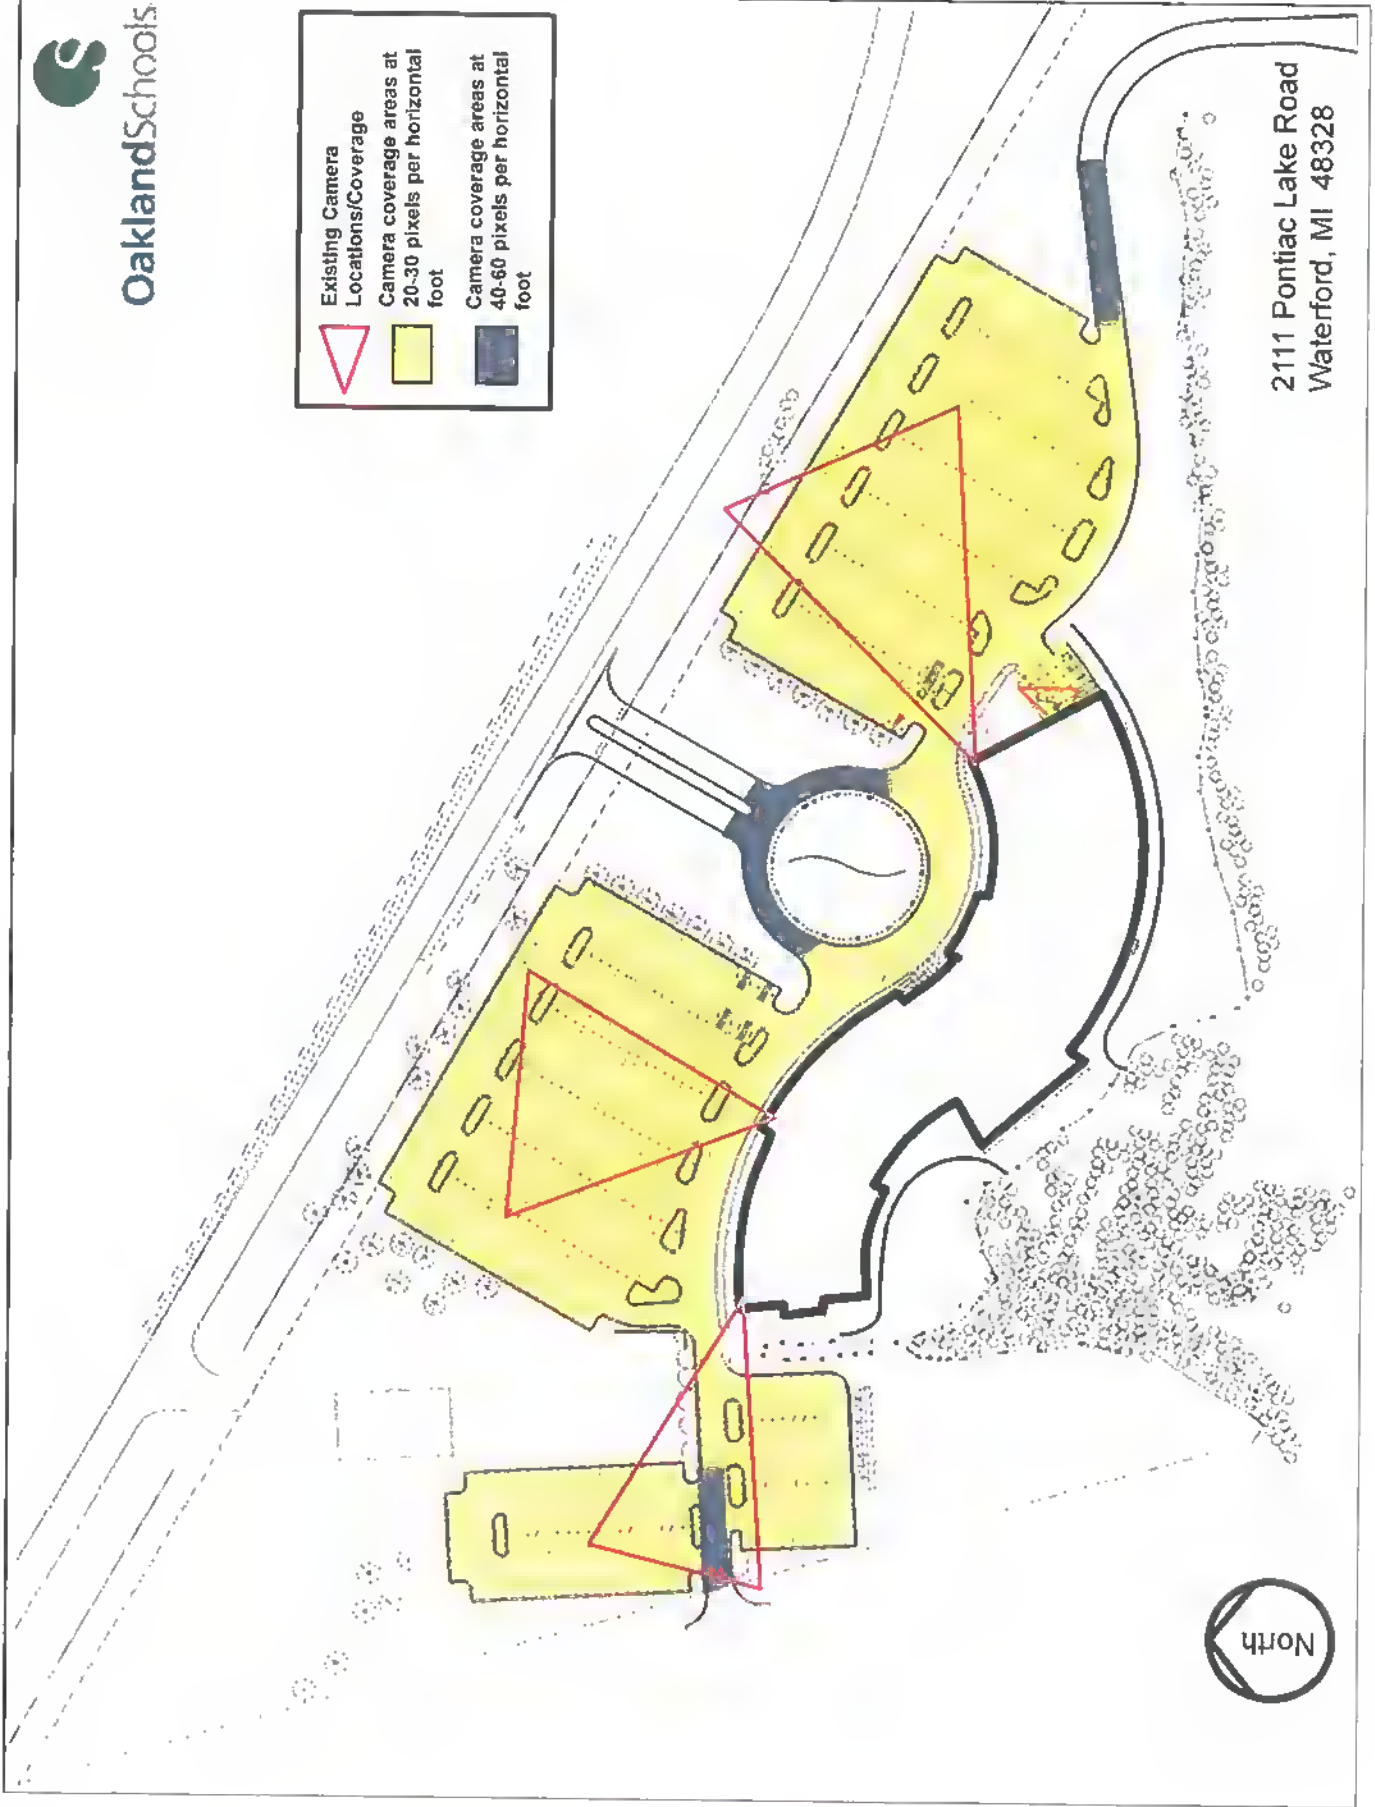 OaklandSchools
Existing Camera
Locations/Coverage
Camera coverage areas at
20-30 pixels per horizontal
foot
Camera coverage areas at
40-60 pixels per horizontal
foot
2111 Pontiac Lake Road
Waterford, MI 48328
North